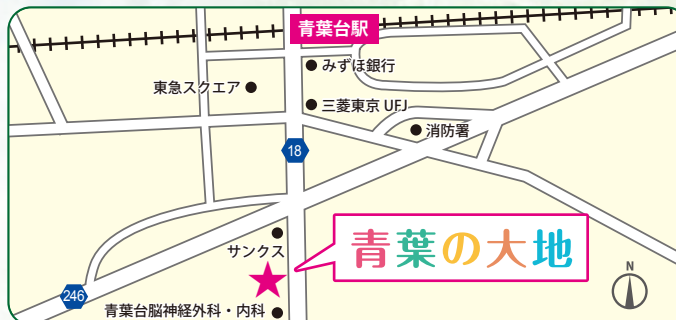 青葉台駅
みずほ銀行
東急スクエア
三菱東京 UFJ
消防署
18
サンクス
青葉の大地
246
青葉台脳神経外科・内科
N